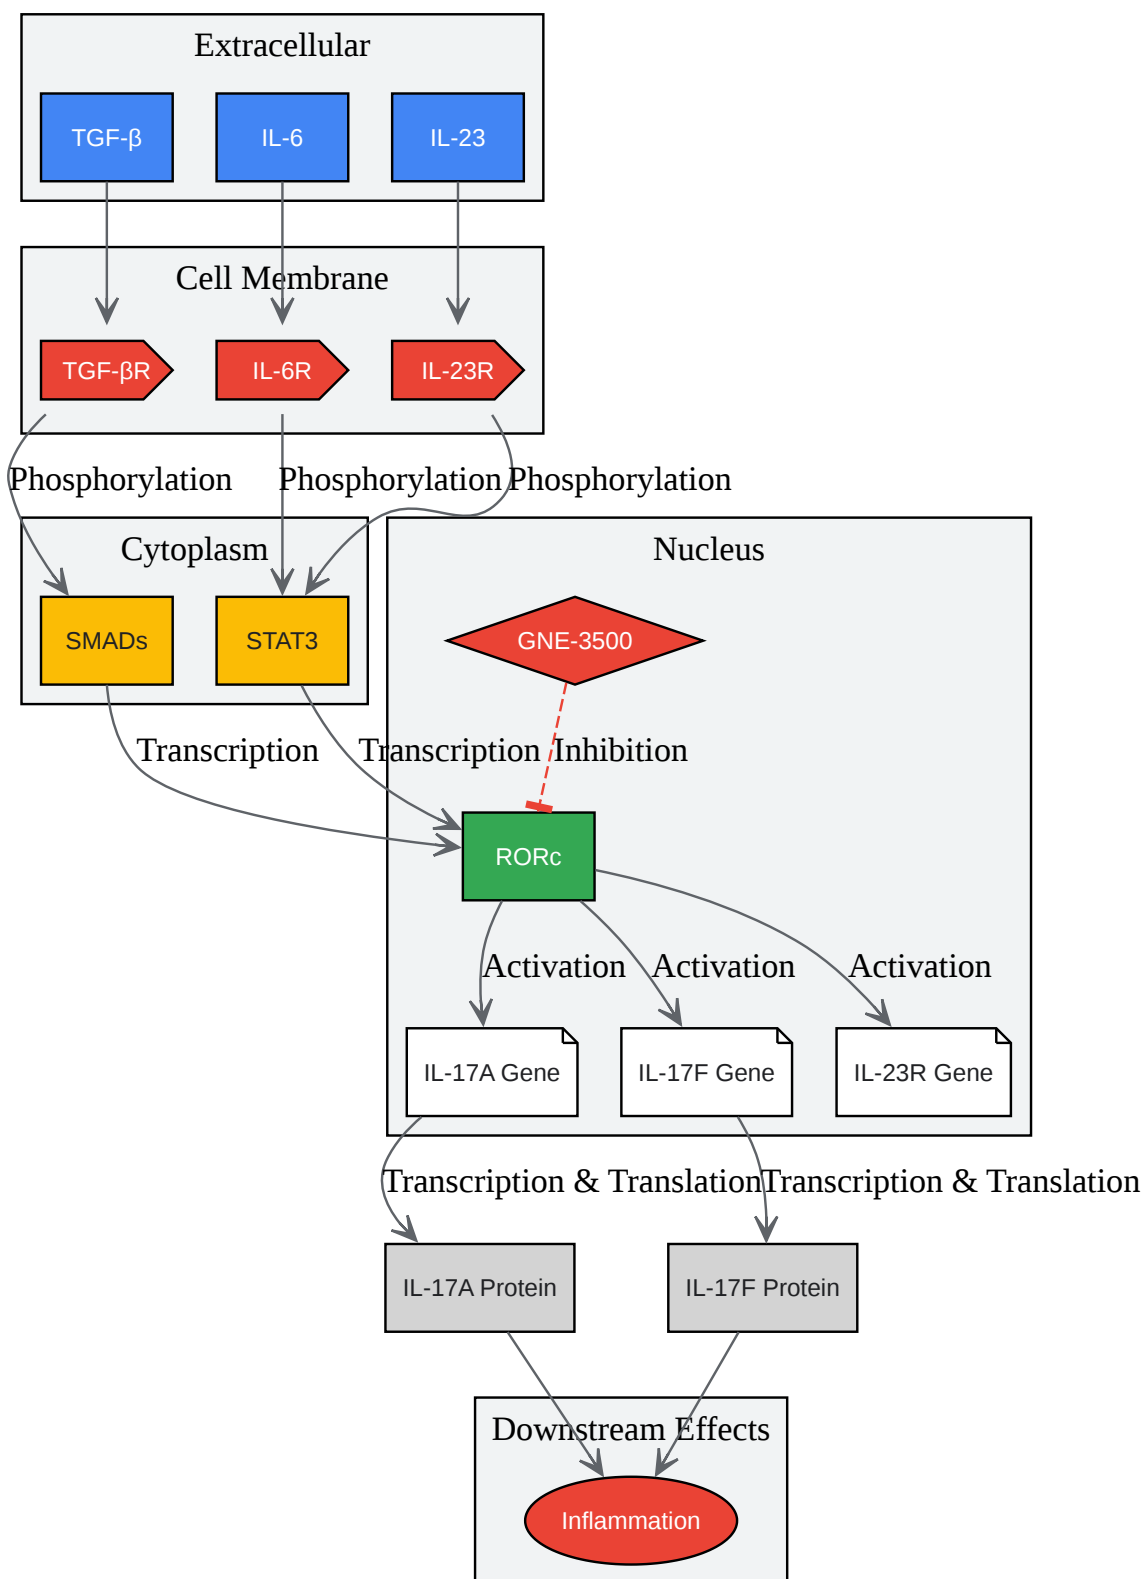 Extracellular
TGF-β
IL-6
IL-23
Cell Membrane
TGF-βR
IL-6R
IL-23R
Phosphorylation
Phosphorylation
Phosphorylation
Cytoplasm
Nucleus
SMADs
STAT3
GNE-3500
Transcription
Transcription
Inhibition
RORc
Activation
Activation
Activation
IL-17A Gene
IL-17F Gene
IL-23R Gene
Transcription & Translation
Transcription & Translation
IL-17A Protein
IL-17F Protein
Downstream Effects
Inflammation